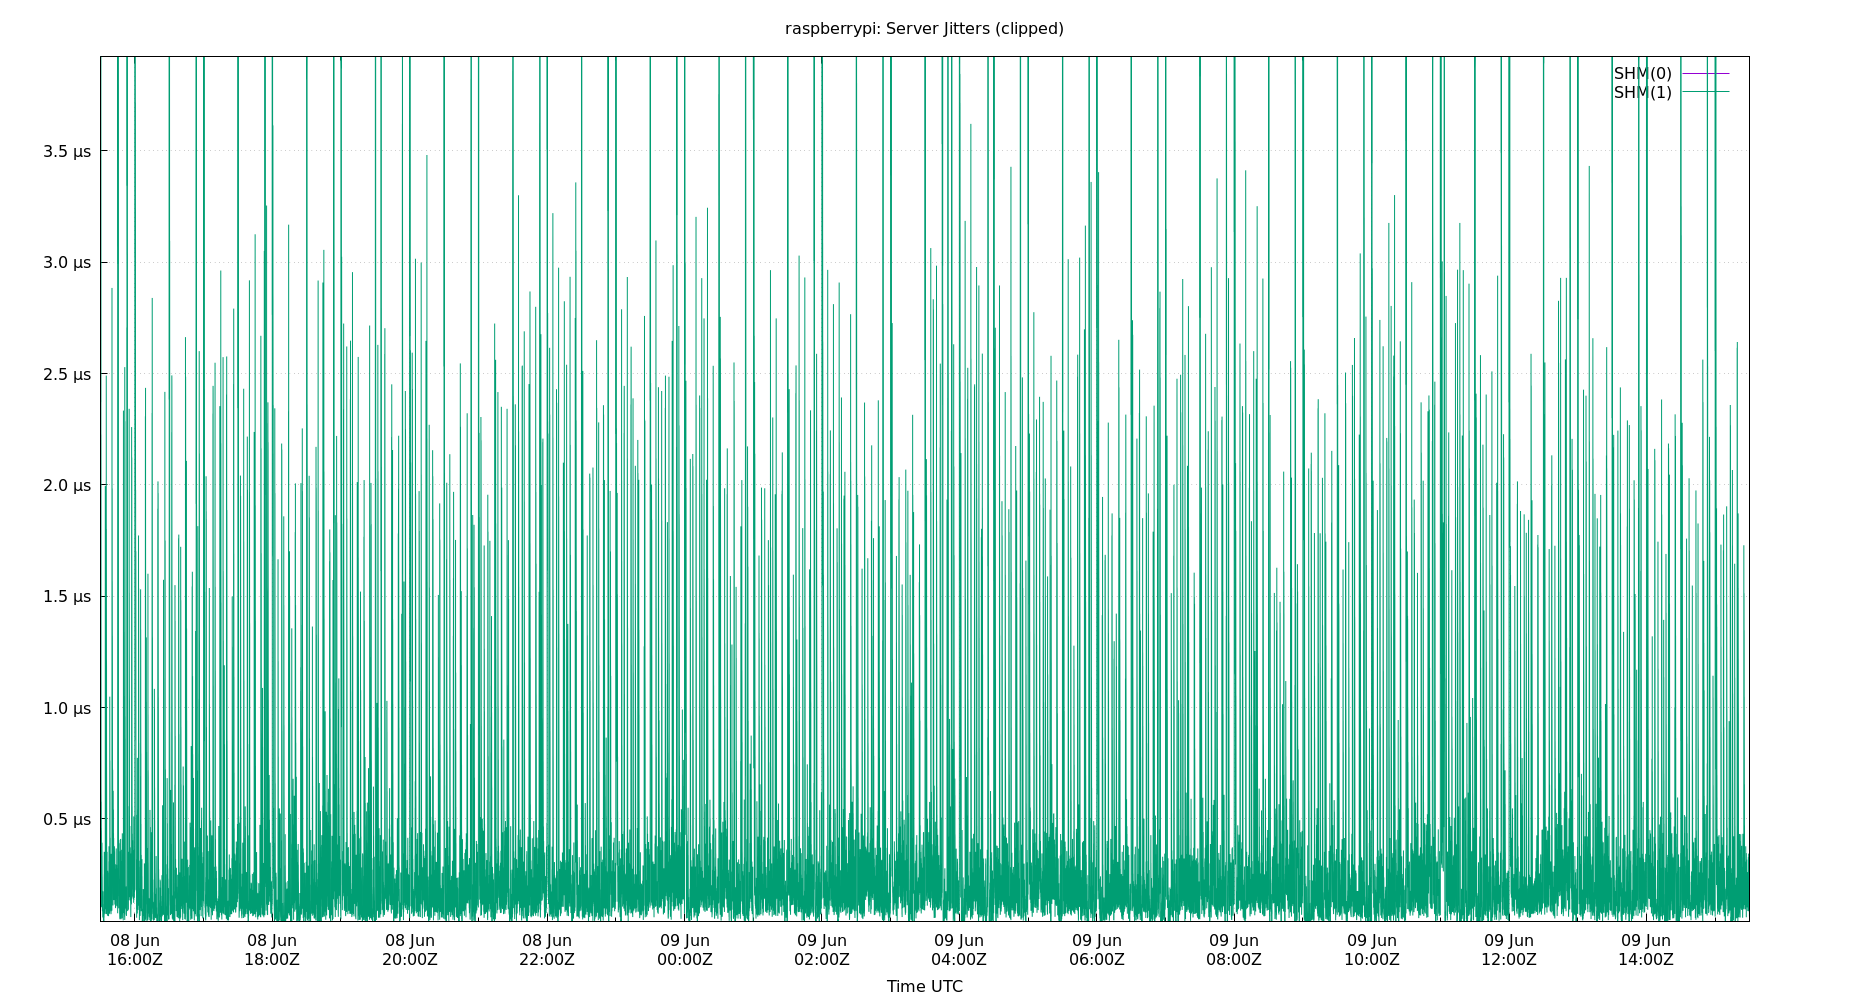 raspberrypi: Server Jitters (clipped)
SHM(0)
SHM(1)
3.5 µs
3.0 µs
2.5 µs
2.0 µs
1.5 µs
1.0 µs
0.5 µs
08 Jun 08 Jun 08 Jun 08 Jun 09 Jun 09 Jun 09 Jun 09 Jun 09 Jun 09 Jun 09 Jun 09 Jun
16:00Z 18:00Z 20:00Z 22:00Z 00:00Z 02:00Z 04:00Z 06:00Z 08:00Z 10:00Z 12:00Z 14:00Z
Time UTC